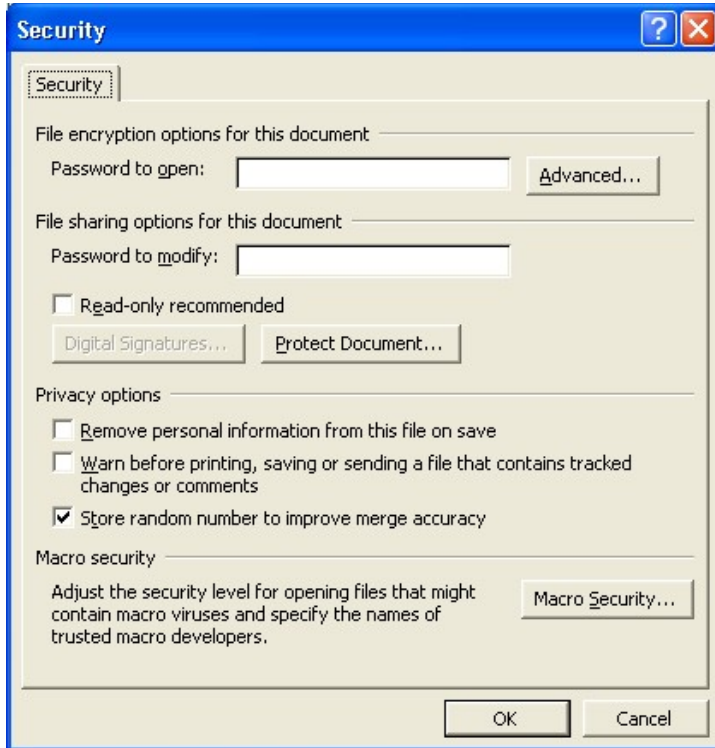 Security
Security
File encryption options for this document
Password to open:
Advanced...
File sharing options for this document
Password to modify:
Read-only recommended
Digital Signatures...
Protect Document...
Privacy options
Remove personal information from this file on save
Warn before printing, saving or sending a file that contains tracked
changes or comments
Store random number to improve merge accuracy
Macro security
Adjust the security level for opening files that might
contain macro viruses and specify the names of
trusted macro developers.
Macro Security...
OK
Cancel